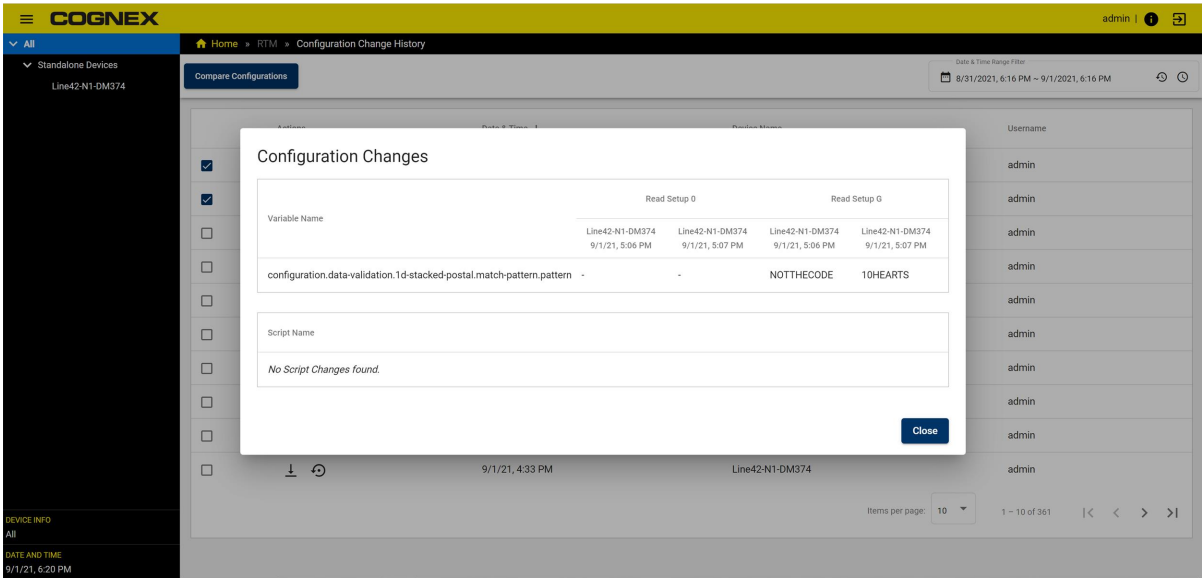 COGNEX
admin |
All
Home » RTM » Configuration Change History
Standalone Devices
Line42-N1-DM374
Compare Configurations
Date & Time Range Filter
8/31/2021, 6:16 PM ~ 9/1/2021, 6:16 PM
Actions Date & Time Device Name Username
admin
admin
admin
admin
admin
admin
admin
admin
admin
Configuration Changes
Variable Name
Read Setup 0 Read Setup G
Line42-N1-DM374 Line42-N1-DM374 Line42-N1-DM374 Line42-N1-DM374
9/1/21, 5:06 PM 9/1/21, 5:07 PM 9/1/21, 5:06 PM 9/1/21, 5:07 PM
configuration.data-validation.1d-stacked-postal.match-pattern.pattern - - NOTTHECODE 10HEARTS
Script Name
No Script Changes found.
Close
9/1/21, 4:33 PM Line42-N1-DM374 admin
Items per page: 10 1 – 10 of 361
DEVICE INFO
All
DATE AND TIME
9/1/21, 6:20 PM